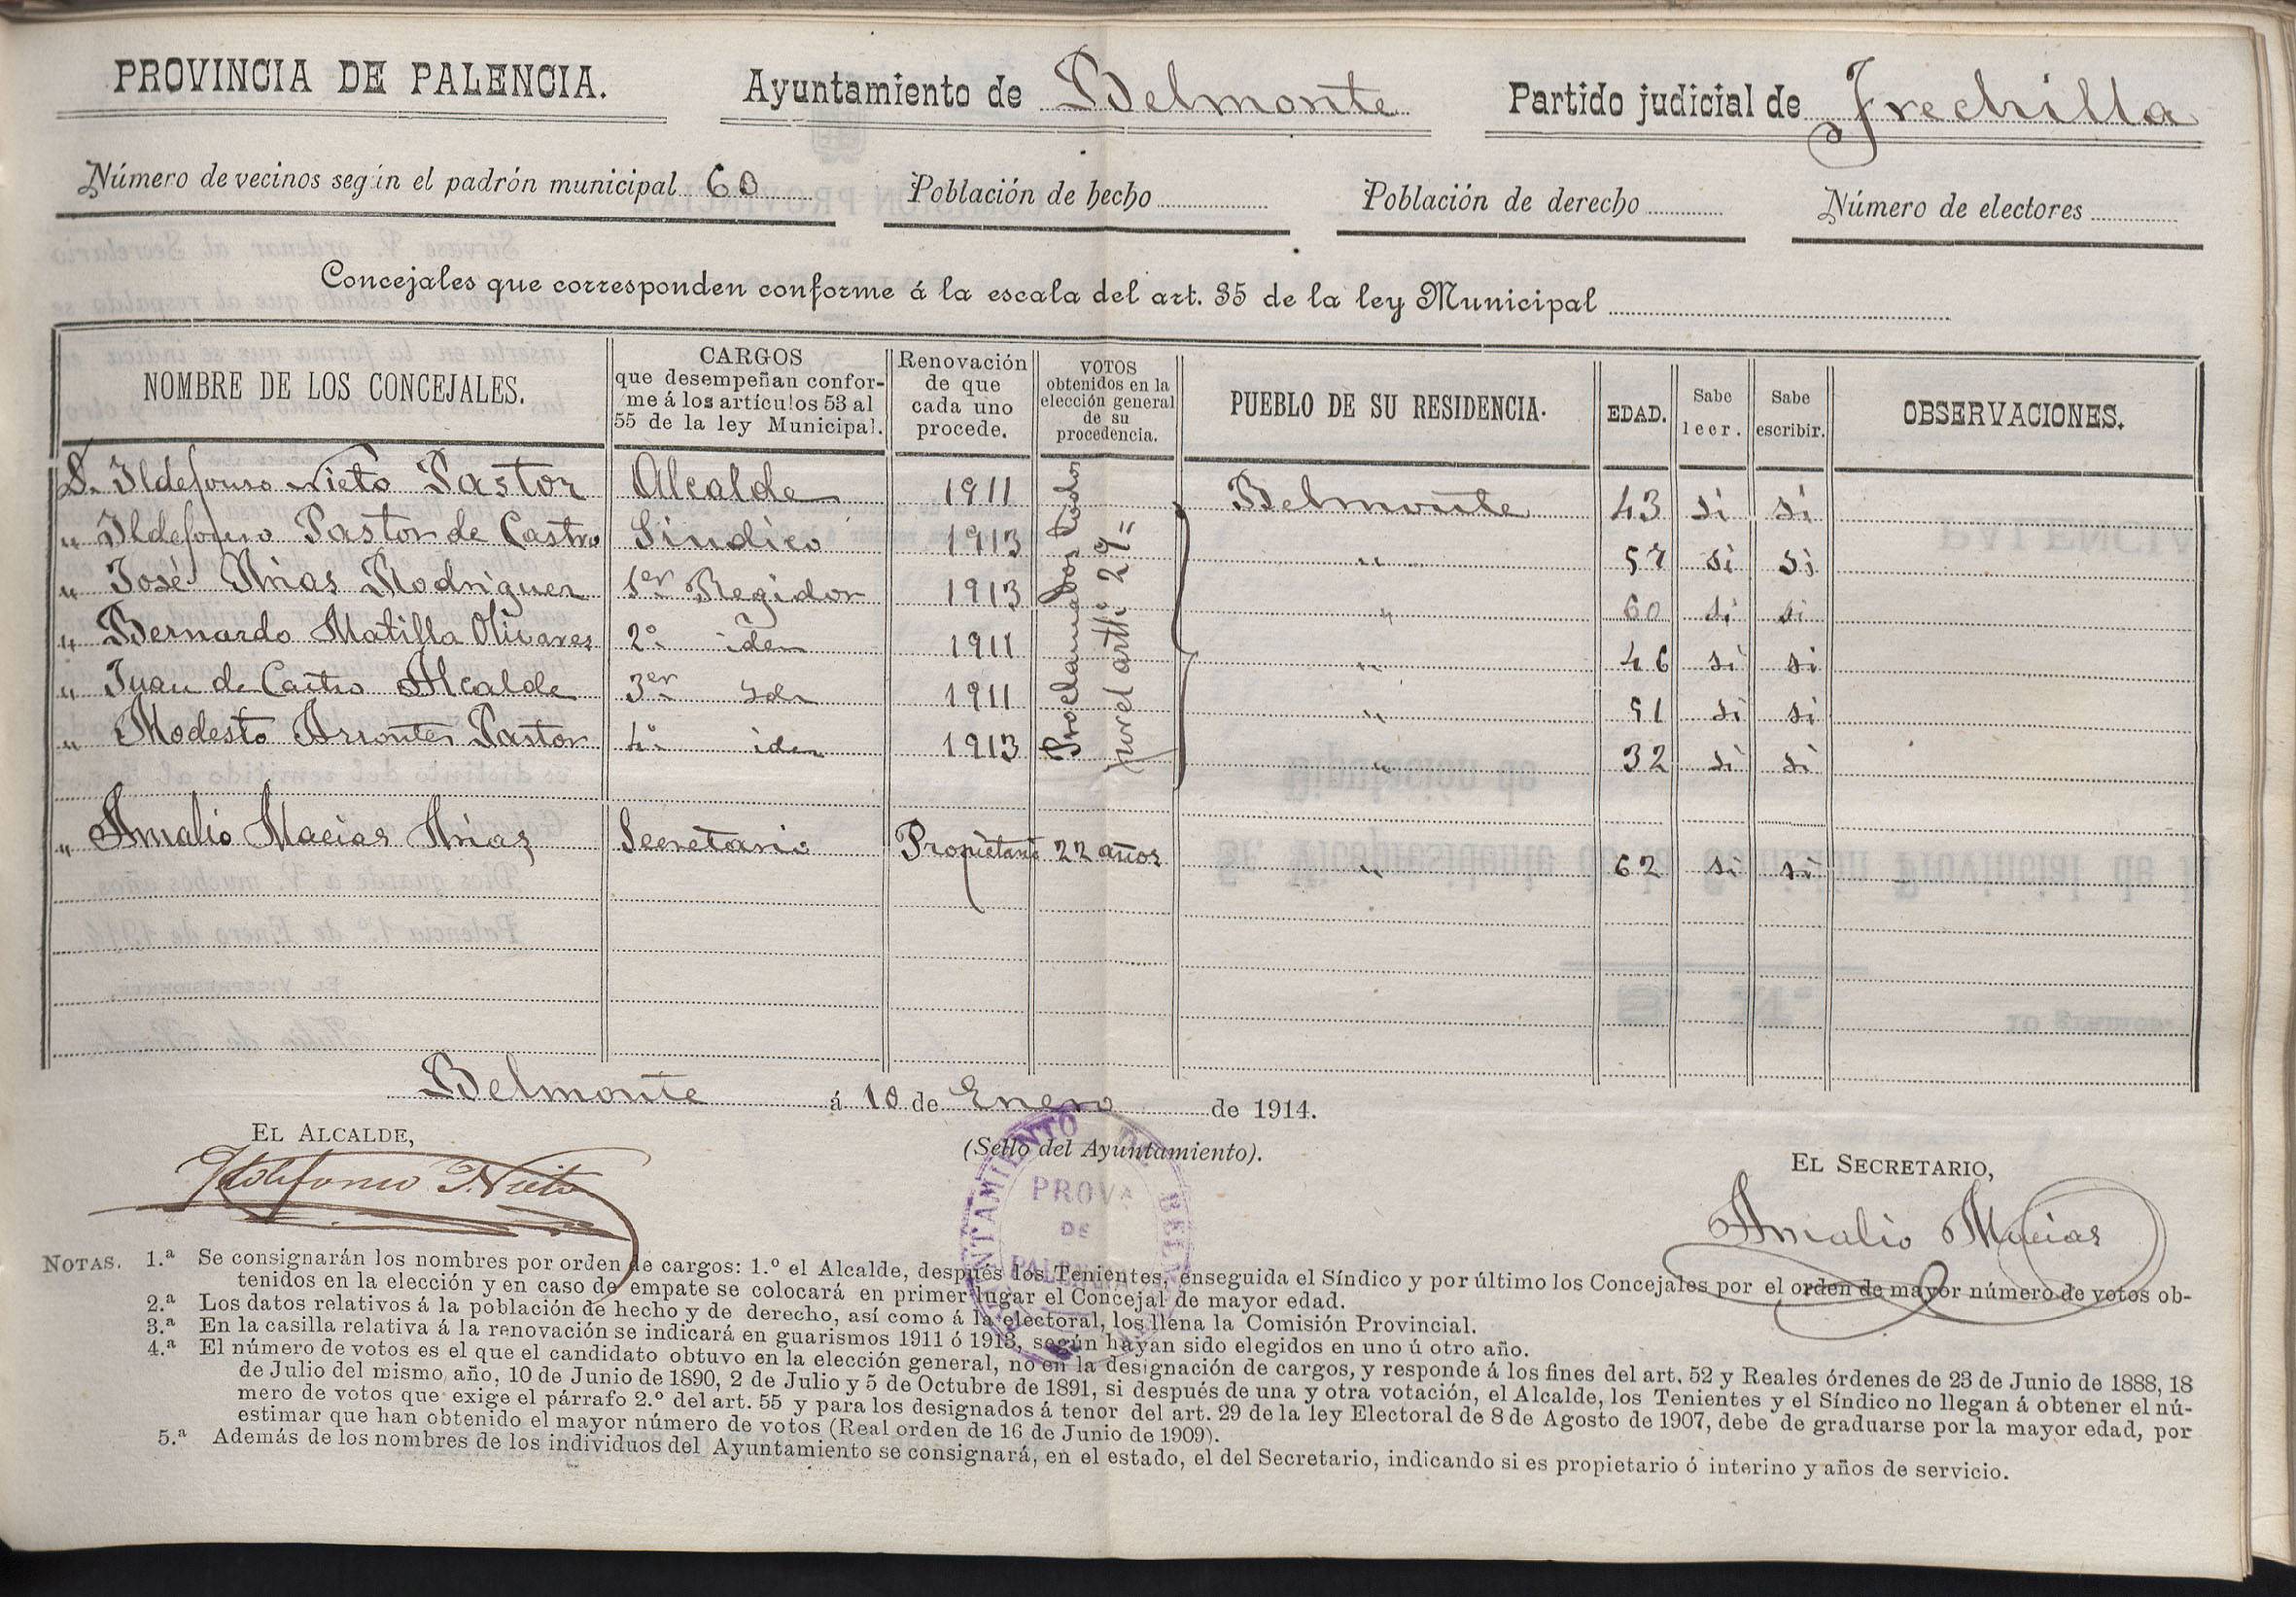 PROVINCIA DE PALENCIA. Ayuntamiento de Belmonte Partido judicial de Frechilla
Número de vecinos según el padrón municipal 60 Población de hecho Población de derecho Número de electores
Concejales que corresponden conforme á la escala del art. 35 de la ley Municipal
NOMBRE DE LOS CONCEJALES. CARGOS que desempeñan confor-me á los artículos 53 al 55 de la ley Municipal. Renovación de que cada uno procede. VOTOS obtenidos en la elección general de su procedencia. PUEBLO DE SU RESIDENCIA. EDAD. Sabe leer. Sabe escribir. OBSERVACIONES.
D. Ildefonso Nieto Pastor Alcalde 1911 Belmonte 43 si si
" Ildefonso Pastor de Castro Sindico 1913 " 57 si si
" José Arias Rodriguez 1er Regidor 1913 " 60 si si
" Bernardo Matilla Olivares 2º iden 1911 " 46 si si
" Juan de Castro Alcalde 3er Idn 1911 " 51 si si
" Modesto Arrontes Pastor 4º iden 1913 " 32 si si
Proclamados todos
por el artº 29=
" Amalio Macias Arias Secretario Propietario 22 años " 62 si si
Belmonte á 10 de Enero de 1914.
EL ALCALDE,
(Sello del Ayuntamiento).
EL SECRETARIO,
Ildefonso Nieto
Amalio Macias
AYUNTAMIENTO DE
PROVA
DE
PALENCIA
NOTAS. 1.ª Se consignarán los nombres por orden de cargos: 1.º el Alcalde, después los Tenientes, enseguida el Síndico y por último los Concejales por el orden de mayor número de votos ob-
tenidos en la elección y en caso de empate se colocará en primer lugar el Concejal de mayor edad.
2.ª Los datos relativos á la población de hecho y de derecho, así como á la electoral, los llena la Comisión Provincial.
3.ª En la casilla relativa á la renovación se indicará en guarismos 1911 ó 1913, según hayan sido elegidos en uno ú otro año.
4.ª El número de votos es el que el candidato obtuvo en la elección general, no en la designación de cargos, y responde á los fines del art. 52 y Reales órdenes de 23 de Junio de 1888, 18
de Julio del mismo año, 10 de Junio de 1890, 2 de Julio y 5 de Octubre de 1891, si después de una y otra votación, el Alcalde, los Tenientes y el Síndico no llegan á obtener el nú-
mero de votos que exige el párrafo 2.º del art. 55 y para los designados á tenor del art. 29 de la ley Electoral de 8 de Agosto de 1907, debe de graduarse por la mayor edad, por
estimar que han obtenido el mayor número de votos (Real orden de 16 de Junio de 1909).
5.ª Además de los nombres de los individuos del Ayuntamiento se consignará, en el estado, el del Secretario, indicando si es propietario ó interino y años de servicio.